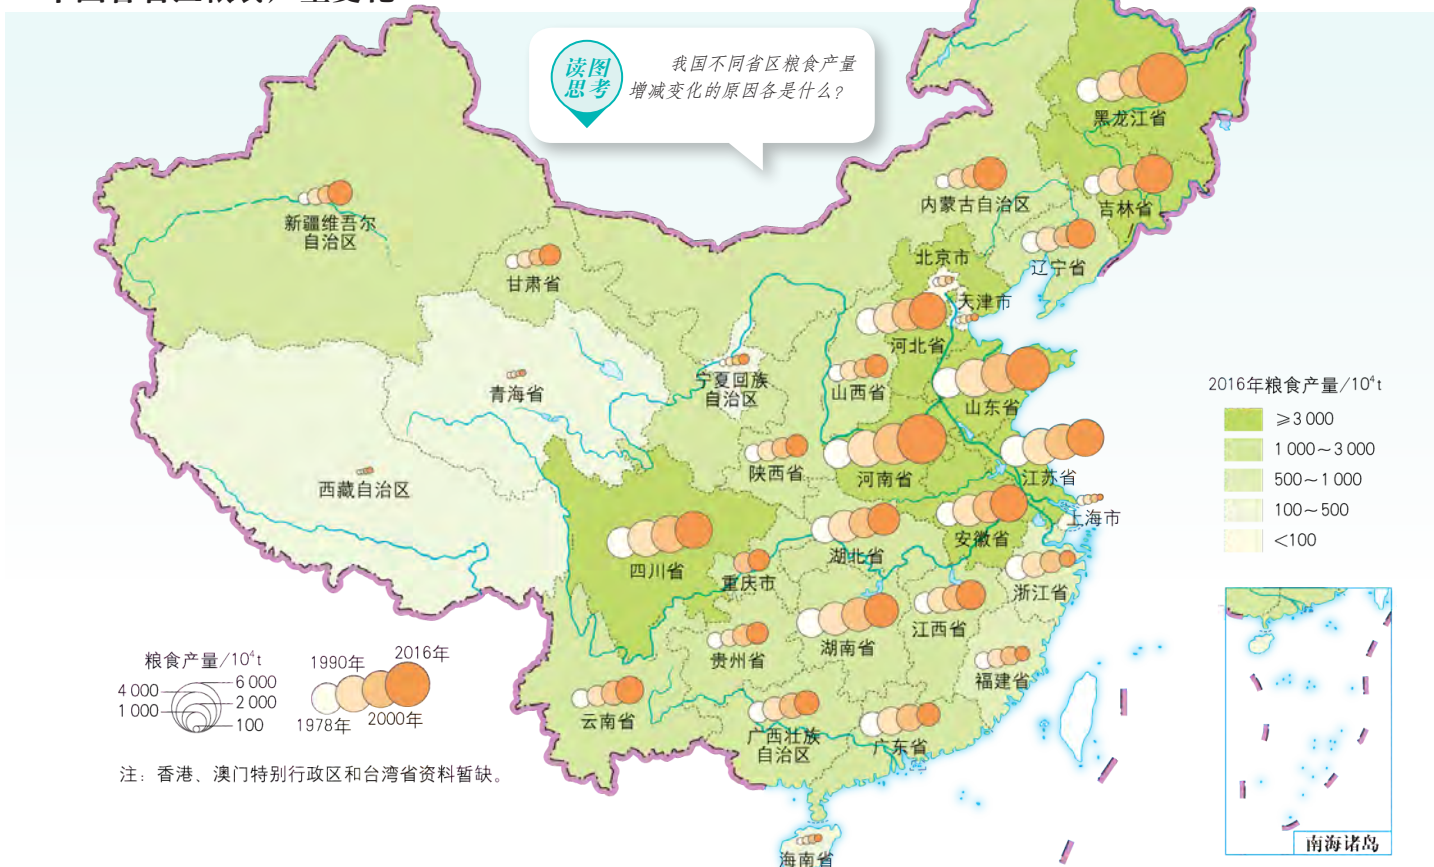 读图
思考
我国不同省区粮食产量
增减变化的原因各是什么?
黑龙江省
吉林省
内蒙古自治区
辽宁省
新疆维吾尔
自治区
甘肃省
北京市
天津市
河北省
青海省
宁夏回族
自治区
山西省
山东省
西藏自治区
陕西省
河南省
江苏省
上海市
安徽省
湖北省
四川省
重庆市
浙江省
江西省
湖南省
贵州省
福建省
云南省
广西壮族
自治区
广东省
海南省
2016年粮食产量/10⁴t
≥3 000
1 000~3 000
500~1 000
100~500
<100
粮食产量/10⁴t
6 000
4 000
2 000
1 000
100
1978年
1990年
2000年
2016年
注:香港、澳门特别行政区和台湾省资料暂缺。
南海诸岛